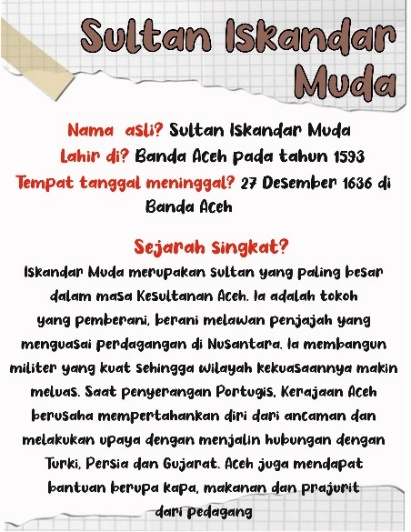 Sultan Iskandar
Muda
Nama asli? Sultan Iskandar Muda
Lahir di? Banda Aceh pada tahun 1593
Tempat tanggal meninggal? 27 Desember 1636 di
Banda Aceh
Sejarah singkat?
Iskandar Muda merupakan sultan yang paling besar
dalam masa Kesultanan Aceh. Ia adalah tokoh
yang pemberani, berani melawan penjajah yang
menguasai perdagangan di Nusantara. Ia membangun
militer yang kuat sehingga wilayah kekuasaannya makin
meluas. Saat penyerangan Portugis, Kerajaan Aceh
berusaha mempertahankan diri dari ancaman dan
melakukan upaya dengan menjalin hubungan dengan
Turki, Persia dan Gujarat. Aceh juga mendapat
bantuan berupa kapa, makanan dan prajurit
dari pedagang